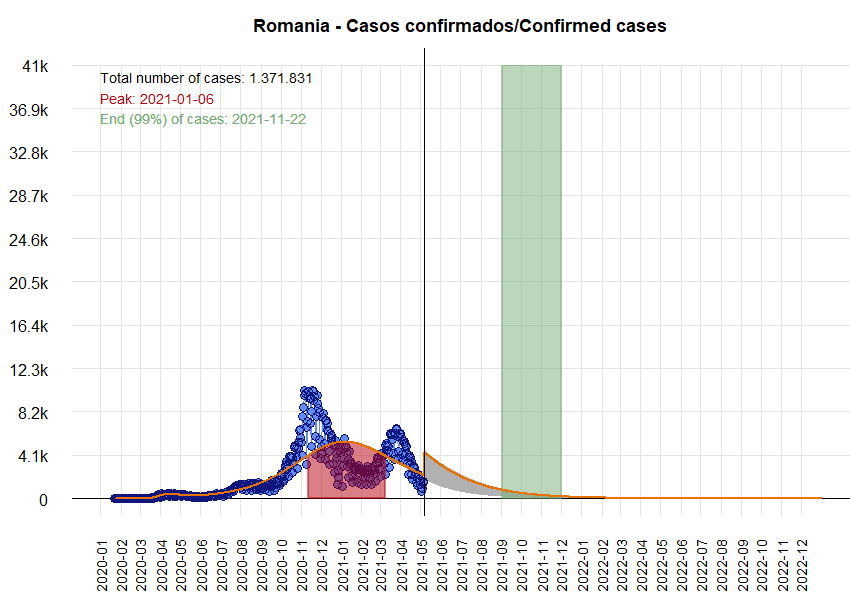 Romania - Casos confirmados/Confirmed cases
Total number of cases: 1.371.831
Peak: 2021-01-06
End (99%) of cases: 2021-11-22
41k
36.9k
32.8k
28.7k
24.6k
20.5k
16.4k
12.3k
8.2k
4.1k
0
2020-01
2020-02
2020-03
2020-04
2020-05
2020-06
2020-07
2020-08
2020-09
2020-10
2020-11
2020-12
2021-01
2021-02
2021-03
2021-04
2021-05
2021-06
2021-07
2021-08
2021-09
2021-10
2021-11
2021-12
2022-01
2022-02
2022-03
2022-04
2022-05
2022-06
2022-07
2022-08
2022-09
2022-10
2022-11
2022-12